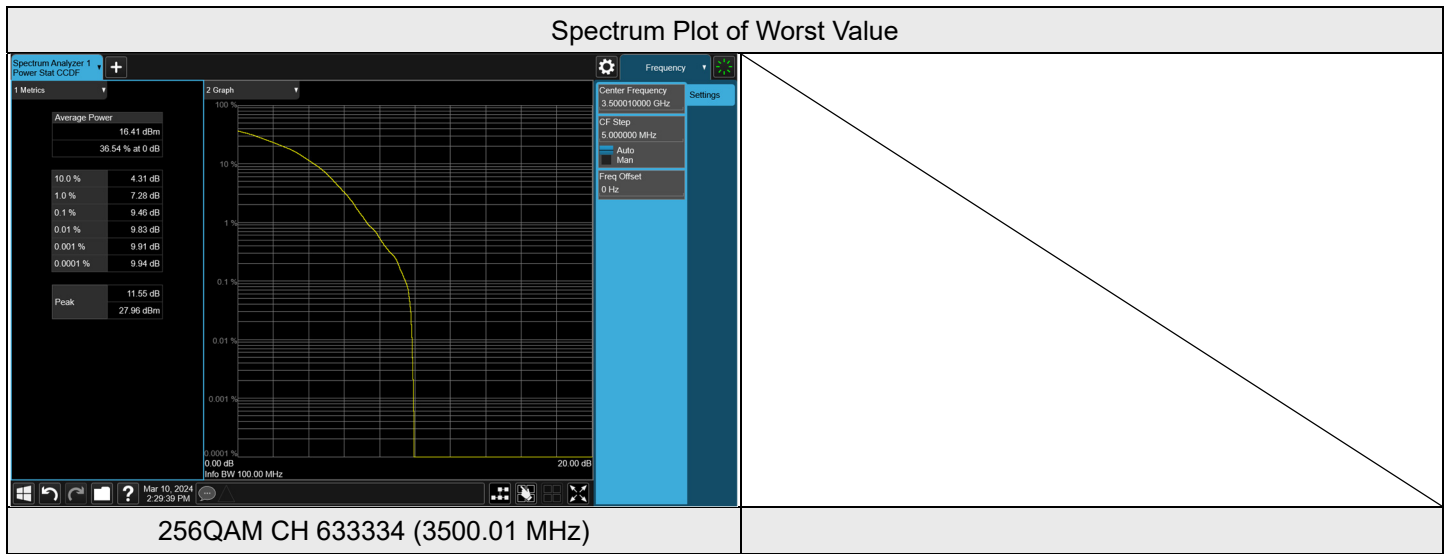 Spectrum Plot of Worst Value
Spectrum Analyzer 1
Power Stat CCDF
Frequency
1 Metrics
2 Graph
Center Frequency
3.500010000 GHz
Settings
CF Step
5.000000 MHz
Auto
Man
Freq Offset
0 Hz
Average Power
16.41 dBm
36.54 % at 0 dB
10.0 % 4.31 dB
1.0 % 7.28 dB
0.1 % 9.46 dB
0.01 % 9.83 dB
0.001 % 9.91 dB
0.0001 % 9.94 dB
Peak 11.55 dB
27.96 dBm
100 %
10 %
1 %
0.1 %
0.01 %
0.001 %
0.0001 %
0.00 dB 20.00 dB
Info BW 100.00 MHz
Mar 10, 2024
2:29:39 PM
256QAM CH 633334 (3500.01 MHz)